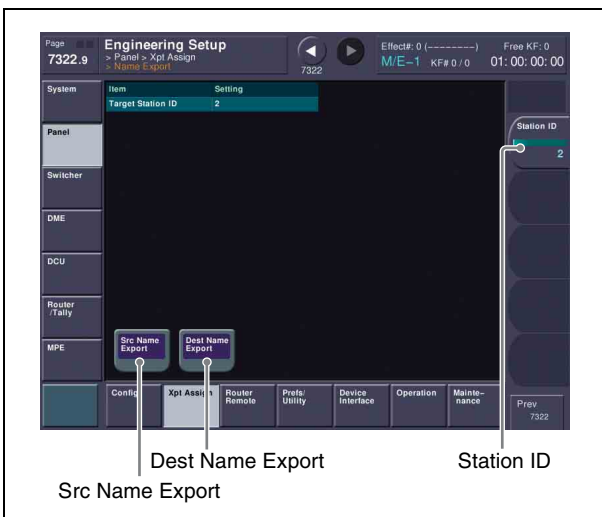 Page
7322.9
Engineering Setup
> Panel > Xpt Assign
> Name Export
7322
Effect#: 0 (--------)
Free KF: 0
M/E-1 KF# 0 / 0
01: 00: 00: 00
System
Panel
Switcher
DME
DCU
Router
/Tally
MPE
Item Setting
Target Station ID 2
Station ID
2
Src Name
Export
Dest Name
Export
Config
Xpt Assign
Router
Remote
Prefs/
Utility
Device
Interface
Operation
Mainte-
nance
Prev
7322
Dest Name Export
Station ID
Src Name Export